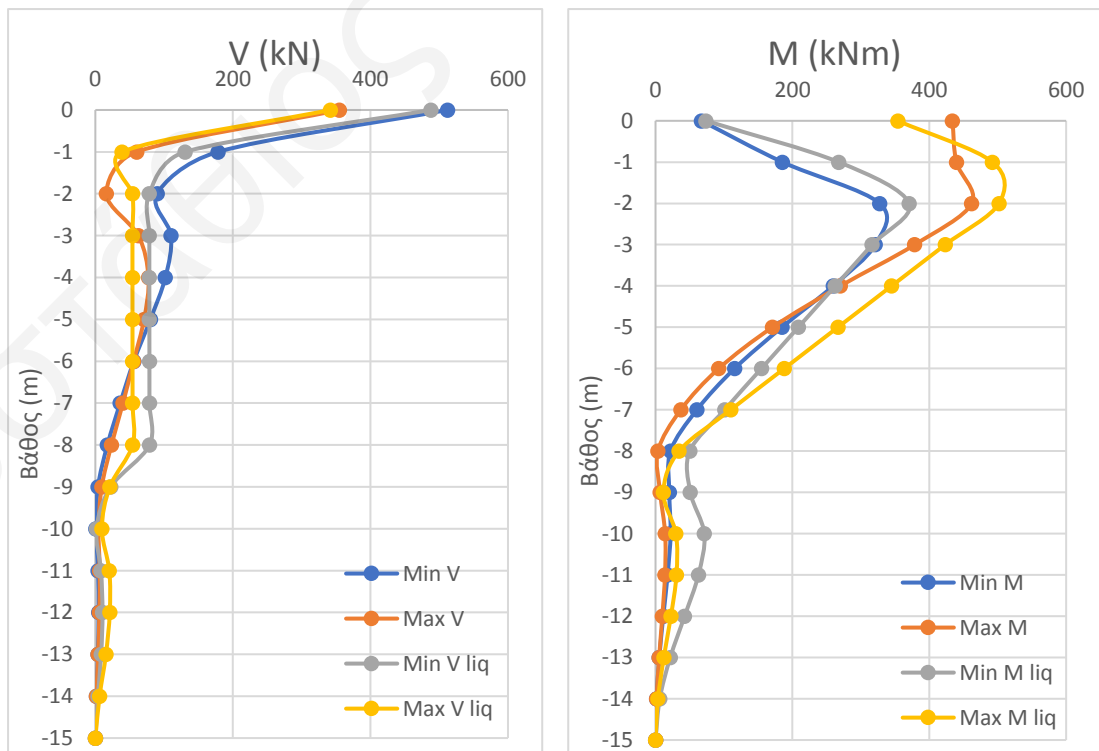 V (kN)
0 200 400 600
0
-1
-2
-3
-4
-5
-6
-7
-8
-9
-10
-11
-12
-13
-14
-15
Βάθος (m)
Min V
Max V
Min V liq
Max V liq
M (kNm)
0 200 400 600
0
-1
-2
-3
-4
-5
-6
-7
-8
-9
-10
-11
-12
-13
-14
-15
Βάθος (m)
Min M
Max M
Min M liq
Max M liq